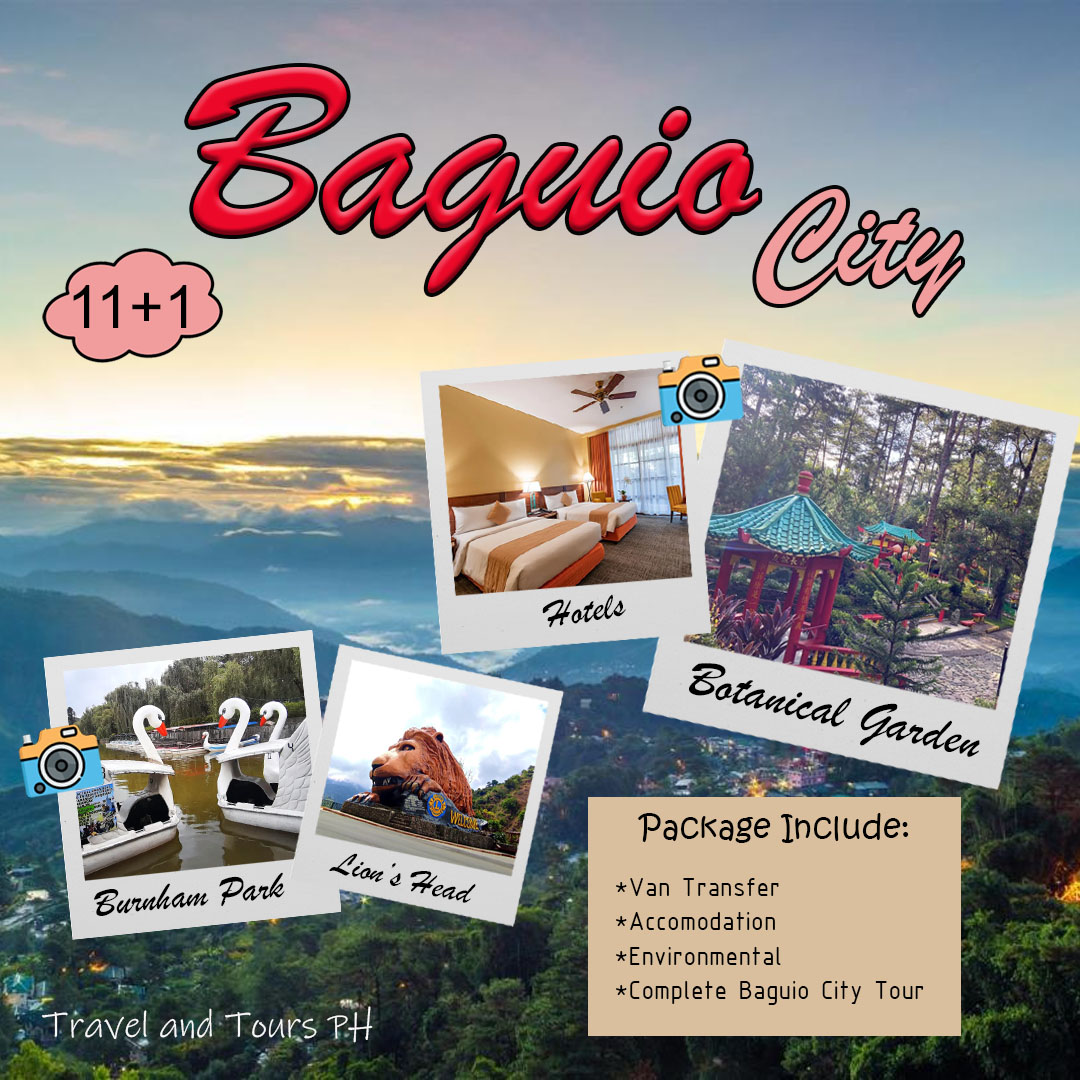 Baguio
City
11+1
Hotels
Botanical Garden
WELCOME
Burnham Park
Lion's Head
Package Include:
*Van Transfer
*Accomodation
*Environmental
*Complete Baguio City Tour
Travel and Tours PH